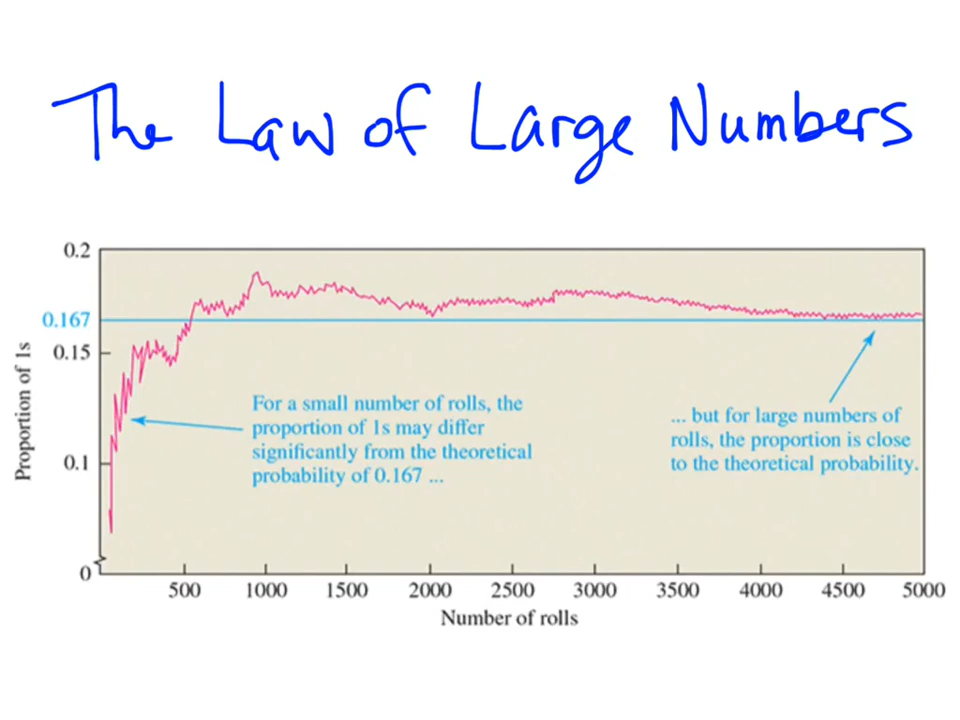 The Law of Large Numbers
0.2
0.167
0.15
0.1
0
Proportion of 1s
For a small number of rolls, the
proportion of 1s may differ
significantly from the theoretical
probability of 0.167 ...
... but for large numbers of
rolls, the proportion is close
to the theoretical probability.
500 1000 1500 2000 2500 3000 3500 4000 4500 5000
Number of rolls